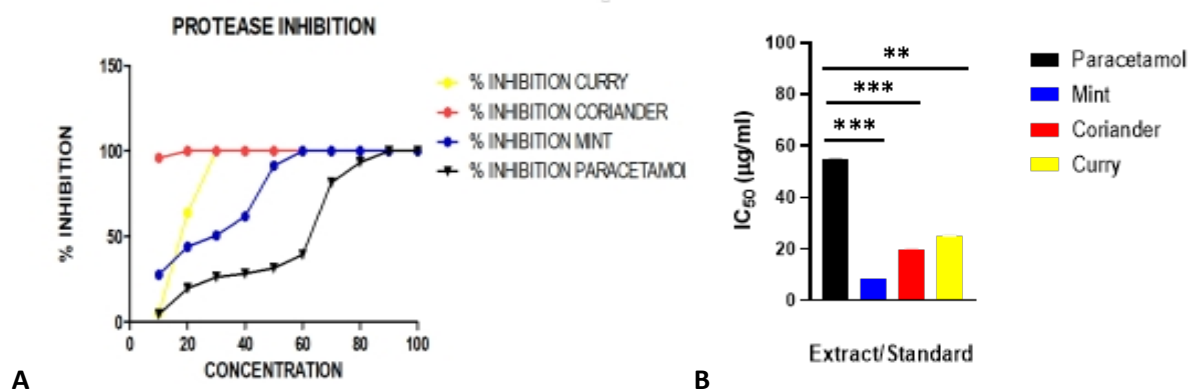 PROTEASE INHIBITION
150
100
50
0
0 20 40 60 80 100
% INHIBITION
CONCENTRATION
% INHIBITION CURRY
% INHIBITION CORIANDER
% INHIBITION MINT
% INHIBITION PARACETAMOl
A
100
80
60
40
20
0
IC50 (µg/ml)
**
***
***
Extract/Standard
Paracetamol
Mint
Coriander
Curry
B